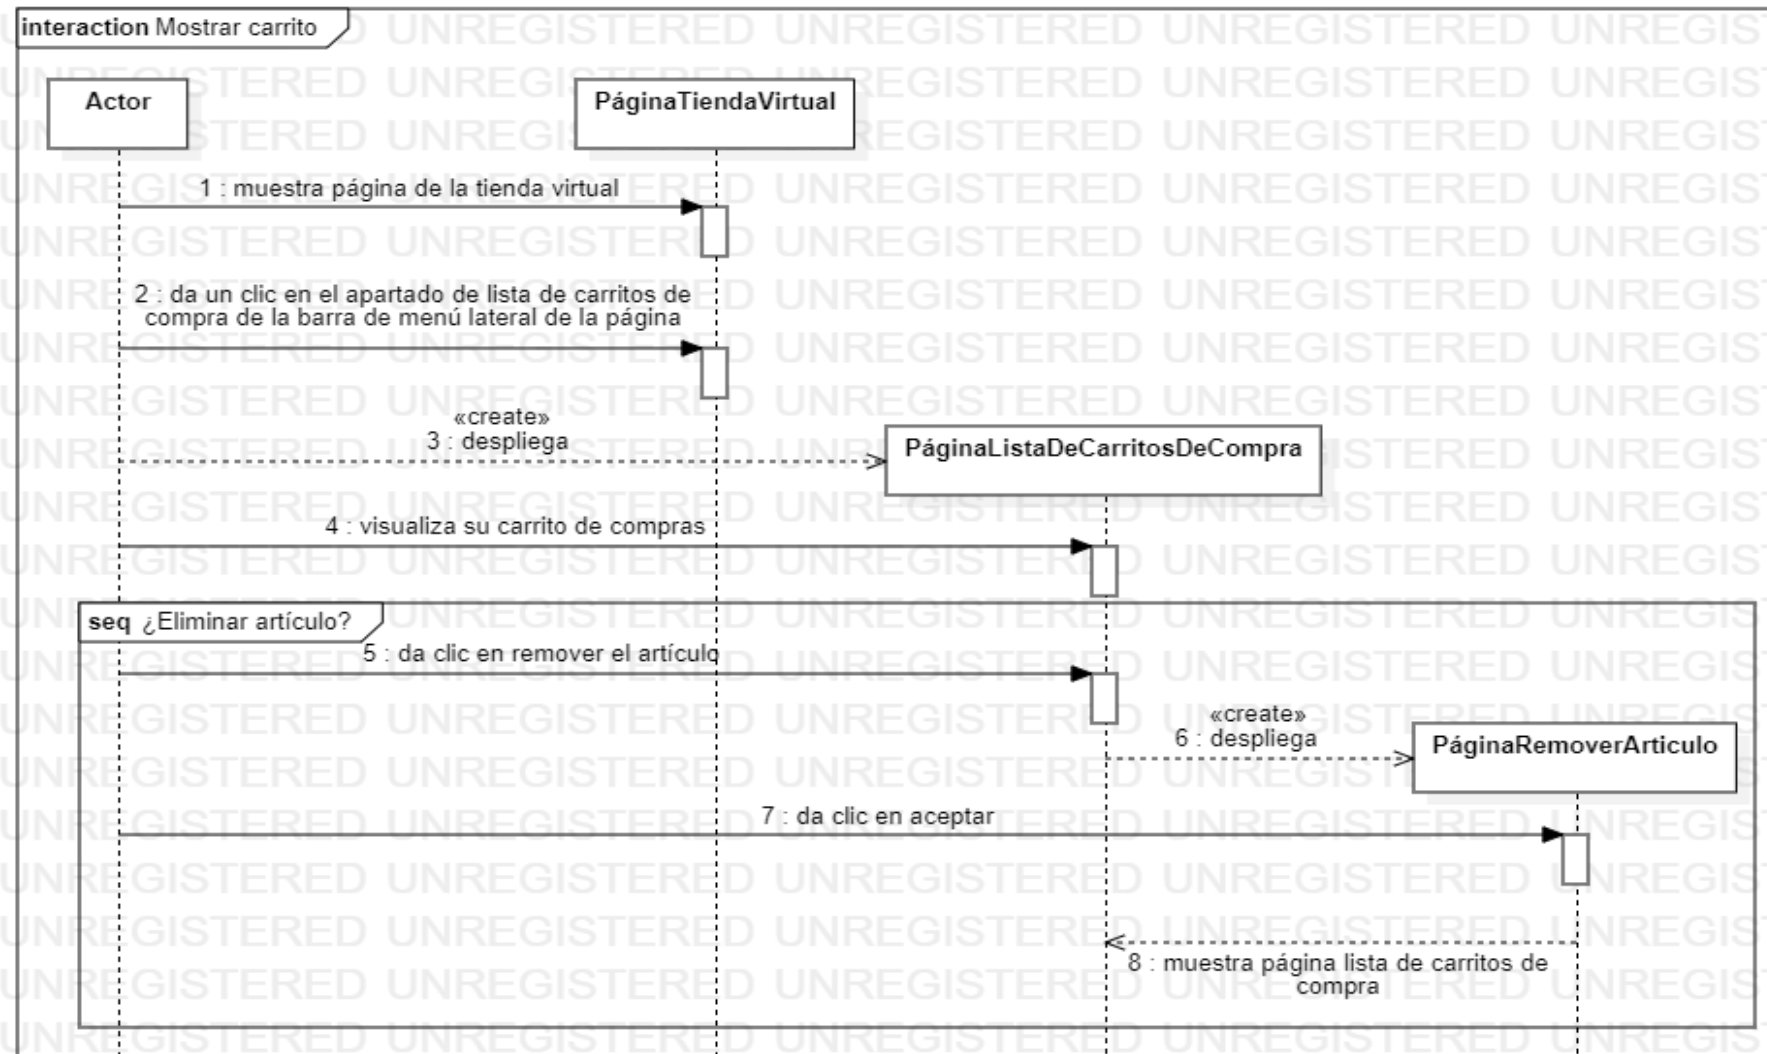 interaction Mostrar carrito
Actor
PáginaTiendaVirtual
1 : muestra página de la tienda virtual
2 : da un clic en el apartado de lista de carritos de
compra de la barra de menú lateral de la página
«create»
3 : despliega
PáginaListaDeCarritosDeCompra
4 : visualiza su carrito de compras
seq ¿Eliminar artículo?
5 : da clic en remover el artículo
«create»
6 : despliega
PáginaRemoverArticulo
7 : da clic en aceptar
8 : muestra página lista de carritos de
compra
UNREGISTERED